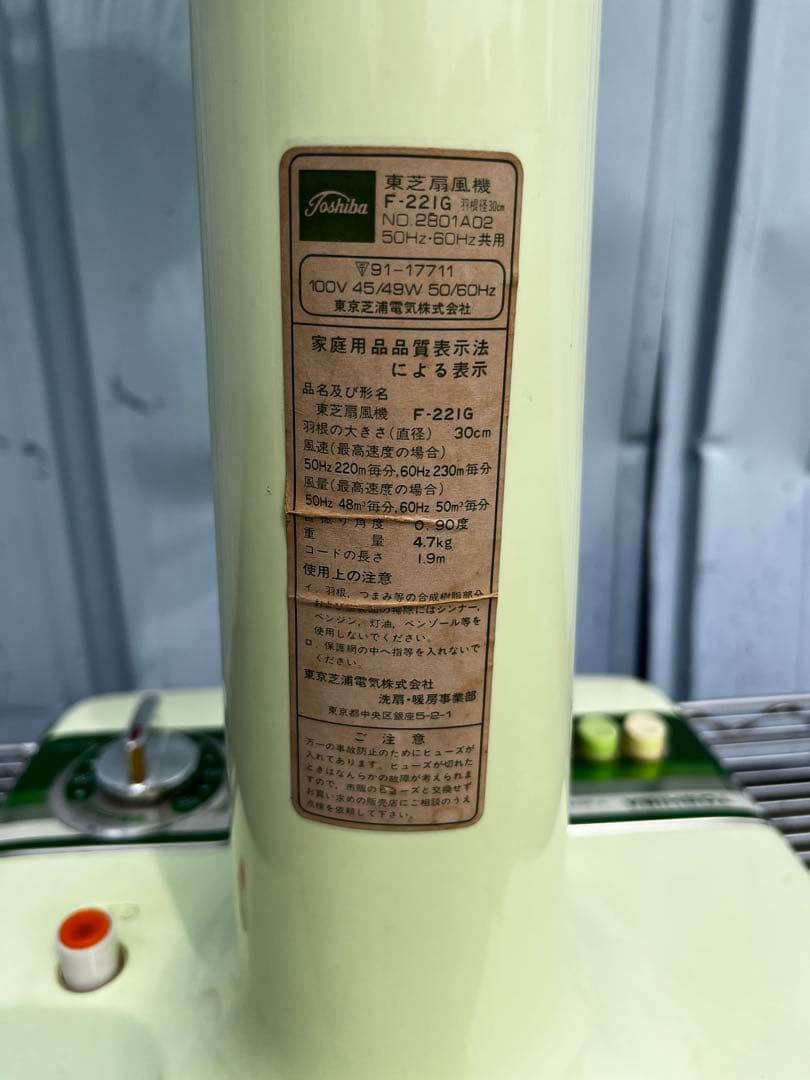 Toshiba
東芝扇風機
F-22IG 羽根径30cm
NO.2801A02
50Hz・60Hz共用
91-17711
100V 45/49W 50/60Hz
東京芝浦電気株式会社
家庭用品品質表示法
による表示
品名及び形名
東芝扇風機 F-22IG
羽根の大きさ(直径) 30cm
風速(最高速度の場合)
50Hz 220m毎分,60Hz 230m毎分
風量(最高速度の場合)
50Hz 48m³毎分,60Hz 50m³毎分
首振り角度 0,90度
重量 4.7kg
コードの長さ 1.9m
使用上の注意
イ.羽根,つまみ等の合成樹脂部分
および塗装面の掃除にはシンナー,
ベンジン,灯油,ベンゾール等を
使用しないでください。
ロ.保護網の中へ指等を入れないで
ください。
東京芝浦電気株式会社
洗扇・暖房事業部
東京都中央区銀座5-2-1
ご注意
万一の事故防止のためにヒューズが
入れてあります。ヒューズが切れた
ときはなんらかの故障が考えられま
すので、市販のヒューズと交換せず
お買い求めの販売店にご相談のうえ
点検を依頼して下さい。